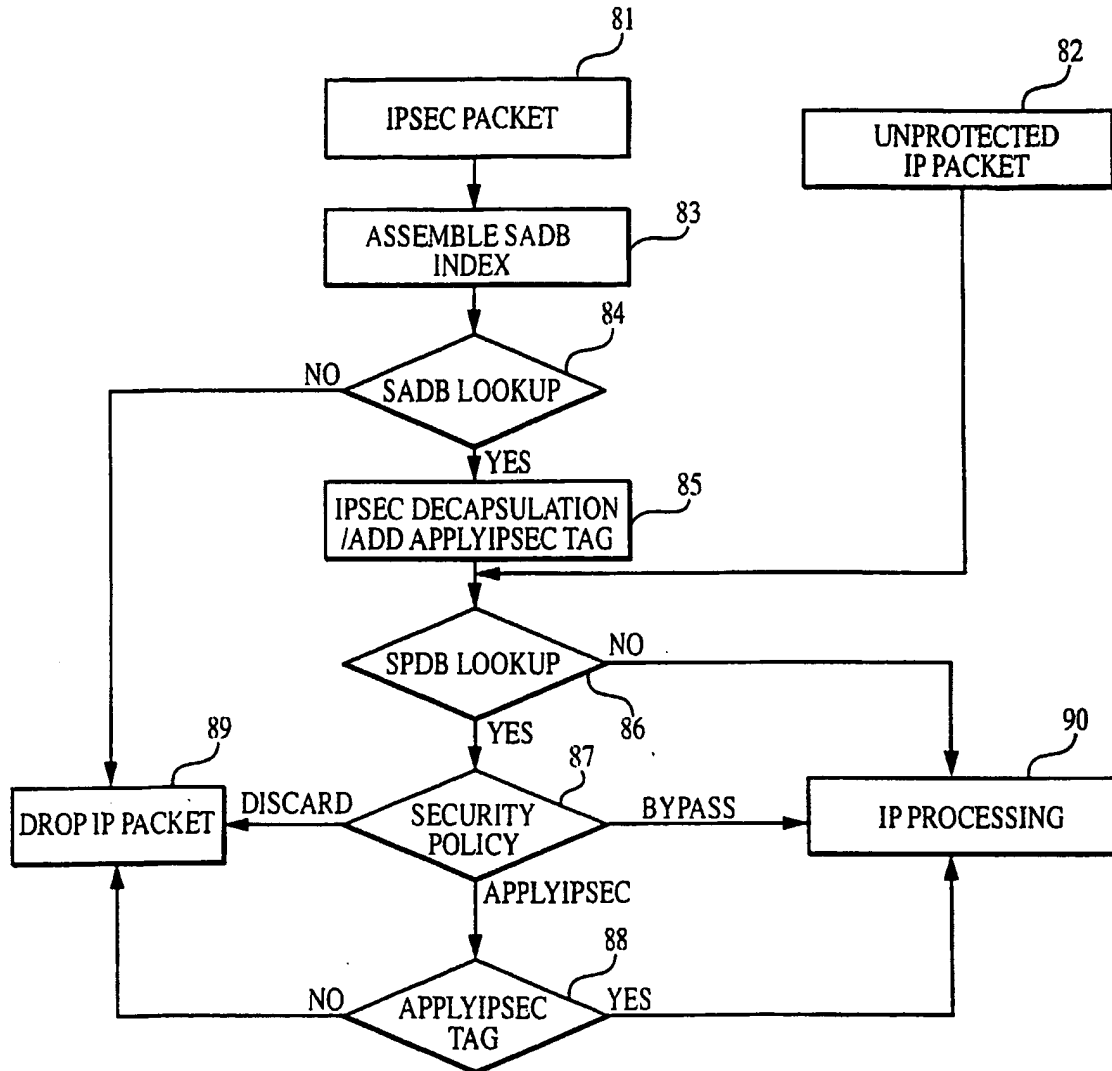 81
IPSEC PACKET
82
UNPROTECTED
IP PACKET
83
ASSEMBLE SADB
INDEX
84
NO
SADB LOOKUP
YES
85
IPSEC DECAPSULATION
/ADD APPLYIPSEC TAG
SPDB LOOKUP
NO
86
YES
89
87
90
DROP IP PACKET
DISCARD
SECURITY
POLICY
BYPASS
IP PROCESSING
APPLYIPSEC
88
NO
APPLYIPSEC
TAG
YES